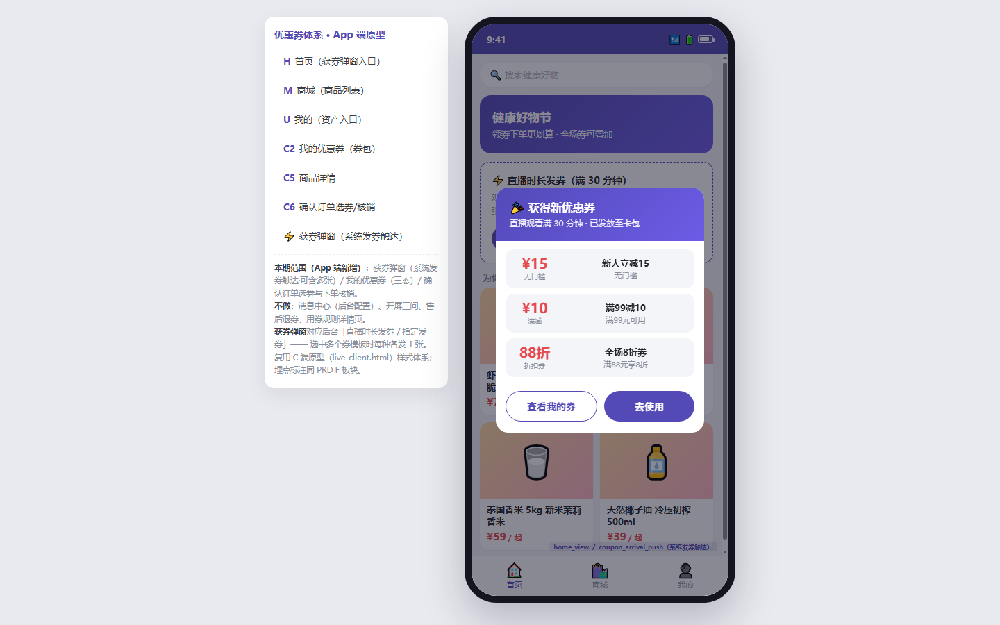 优惠券体系 • App 端原型
H 首页（获券弹窗入口）
M 商城（商品列表）
U 我的（资产入口）
C2 我的优惠券（券包）
C5 商品详情
C6 确认订单选券/核销
获券弹窗（系统发券触达）
本期范围（App 端新增）：获券弹窗（系统发
券触达·可含多张）/ 我的优惠券（三态）/ 确
认订单选券与下单核销。
不做：消息中心（后台配置）、开屏三问、售
后退券、用券规则详情页。
获券弹窗对应后台「直播时长发券 / 指定发
券」—— 选中多个券模板时每种各发 1 张。
复用 C 端原型（live-client.html）样式体系；
埋点标注同 PRD F 板块。
9:41
搜索健康好物
健康好物节
领券下单更划算 · 全场券可叠加
直播时长发券（满 30 分钟）
获得新优惠券
直播观看满 30 分钟 · 已发放至卡包
¥15 新人立减15
无门槛 无门槛
¥10 满99减10
满减 满99元可用
88折 全场8折券
折扣券 满88元享8折
查看我的券 去使用
为
虾
脆
泰国香米 5kg 新米茉莉
香米
¥59 / 起
天然椰子油 冷压初榨
500ml
¥39 / 起
home_view / coupon_arrival_push（系统发券触达）
首页 商城 我的